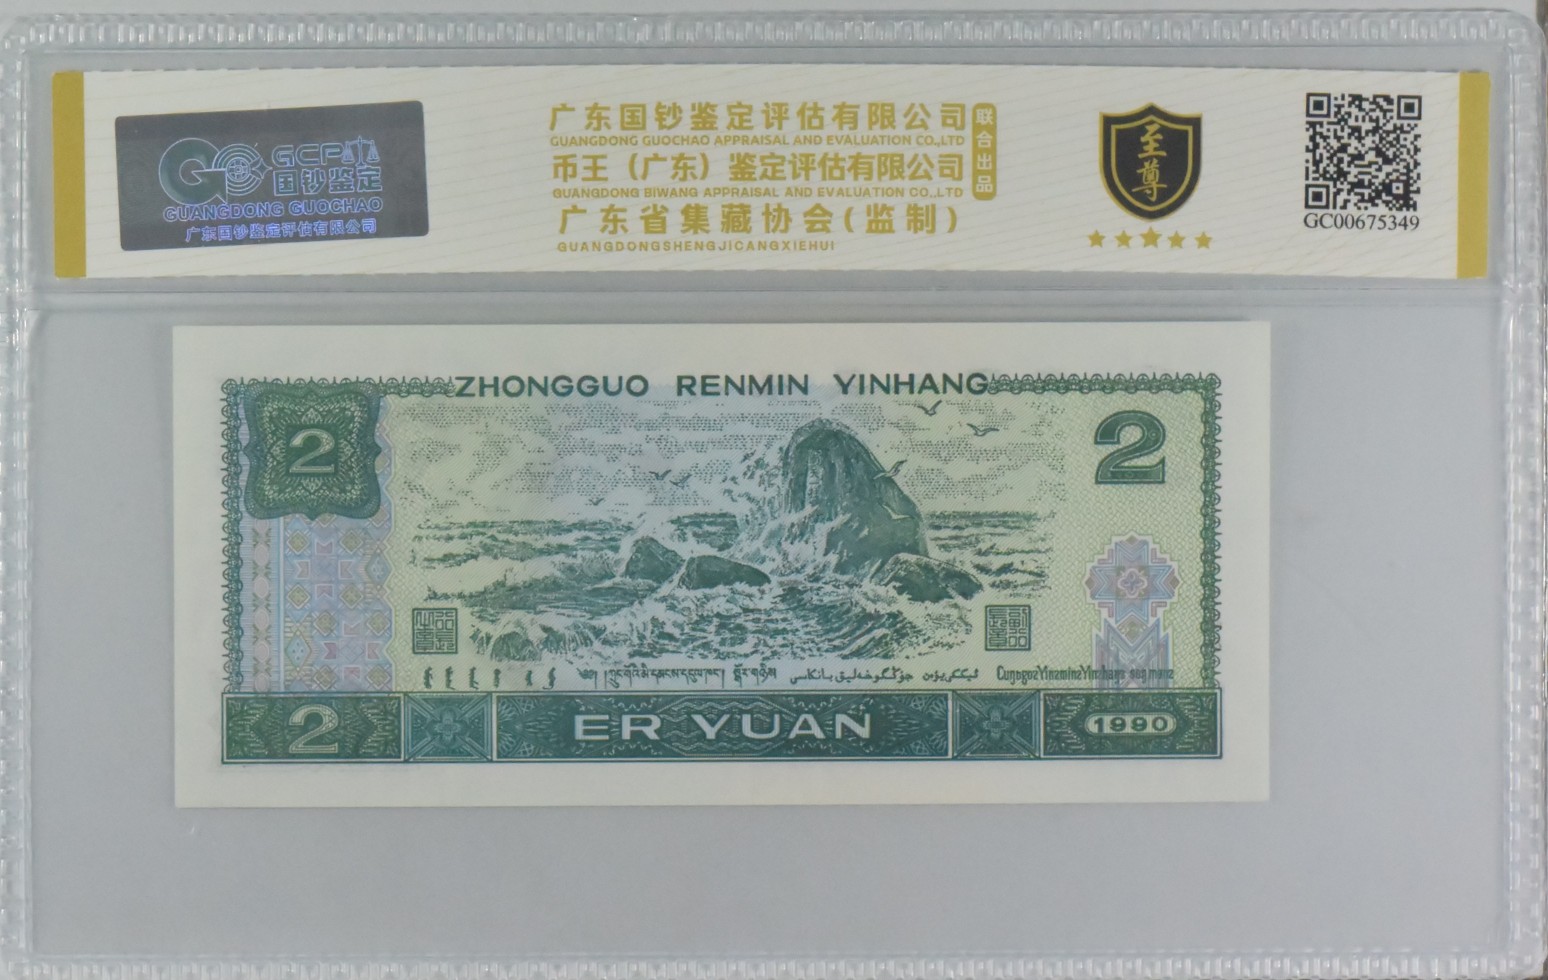 GCP
国钞鉴定
GUANGDONG GUOCHAO
广东国钞鉴定评估有限公司
广东国钞鉴定评估有限公司
GUANGDONG GUOCHAO APPRAISAL AND EVALUATION CO.,LTD
币王（广东）鉴定评估有限公司
GUANGDONG BIWANG APPRAISAL AND EVALUATION CO.,LTD
联合出品
广东省集藏协会(监制)
GUANGDONGSHENGJICANGXIEHUI
至尊
GC00675349
ZHONGGUO RENMIN YINHANG
2
2
2
ER YUAN
1990